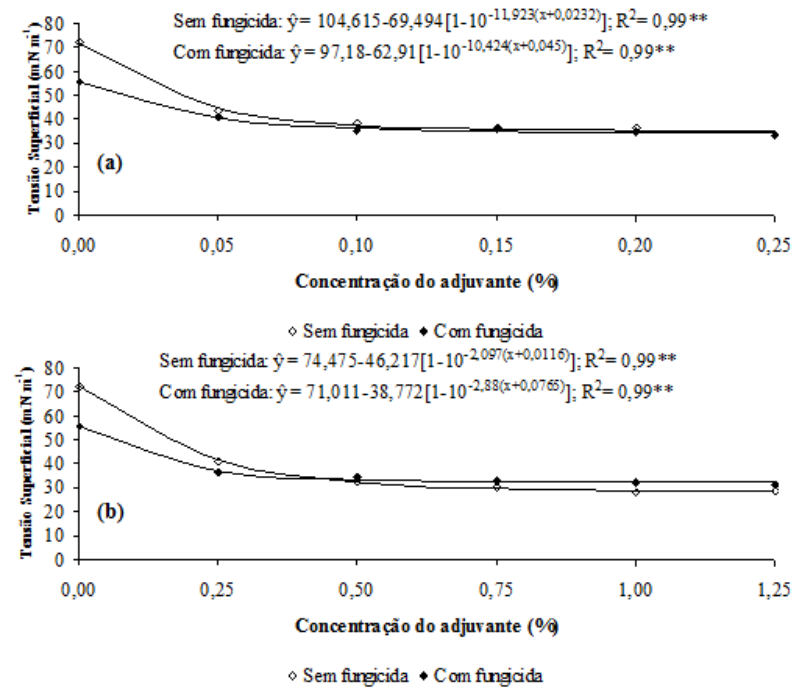 Sem fungicida: ŷ = 104,615-69,494[1-10^-11,923(x+0,0232)]; R²= 0,99**
Com fungicida: ŷ = 97,18-62,91[1-10^-10,424(x+0,045)]; R²= 0,99**
Tensão Superficial (mN m⁻¹)
80
70
60
50
40
30
20
10
0
(a)
0,00 0,05 0,10 0,15 0,20 0,25
Concentração do adjuvante (%)
Sem fungicida Com fungicida
Sem fungicida: ŷ = 74,475-46,217[1-10^-2,097(x+0,0116)]; R²= 0,99**
Com fungicida: ŷ = 71,011-38,772[1-10^-2,88(x+0,0765)]; R²= 0,99**
Tensão Superficial (mN m⁻¹)
80
70
60
50
40
30
20
10
0
(b)
0,00 0,25 0,50 0,75 1,00 1,25
Concentração do adjuvante (%)
Sem fungicida Com fungicida